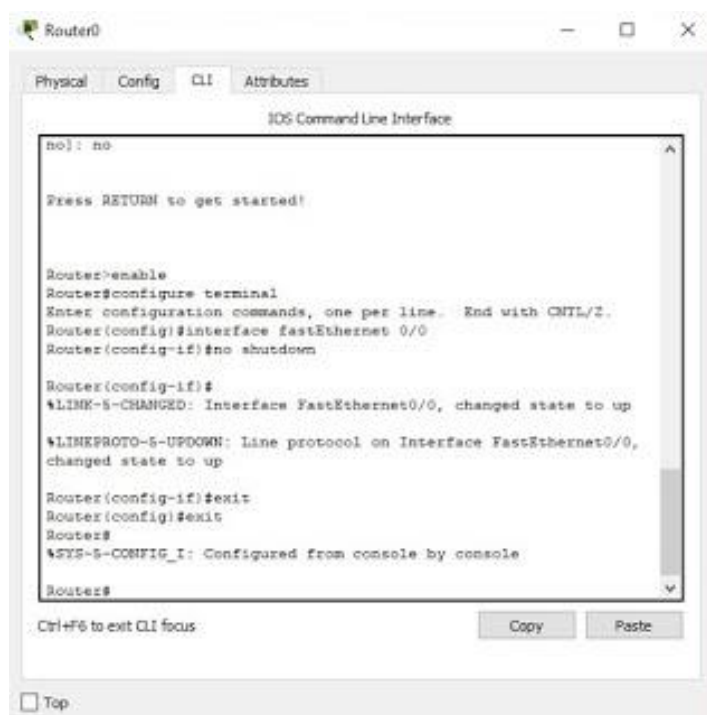 Router0
Physical Config CLI Attributes
IOS Command Line Interface
no]: no
Press RETURN to get started!
Router>enable
Router#configure terminal
Enter configuration commands, one per line. End with CNTL/Z.
Router(config)#interface fastEthernet 0/0
Router(config-if)#no shutdown
Router(config-if)#
%LINK-5-CHANGED: Interface FastEthernet0/0, changed state to up
%LINEPROTO-5-UPDOWN: Line protocol on Interface FastEthernet0/0,
changed state to up
Router(config-if)#exit
Router(config)#exit
Router#
%SYS-5-CONFIG_I: Configured from console by console
Router#
Ctrl+F6 to exit CLI focus
Copy Paste
Top